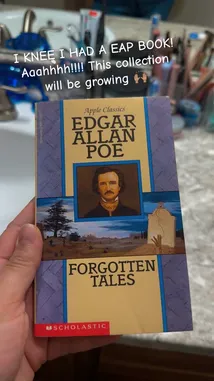 I KNEE I HAD A EAP BOOK!
Aaahhhh!!!! This collection
will be growing 🙌🏼
Apple Classics
EDGAR
ALLAN
POE
FORGOTTEN
TALES
SCHOLASTIC